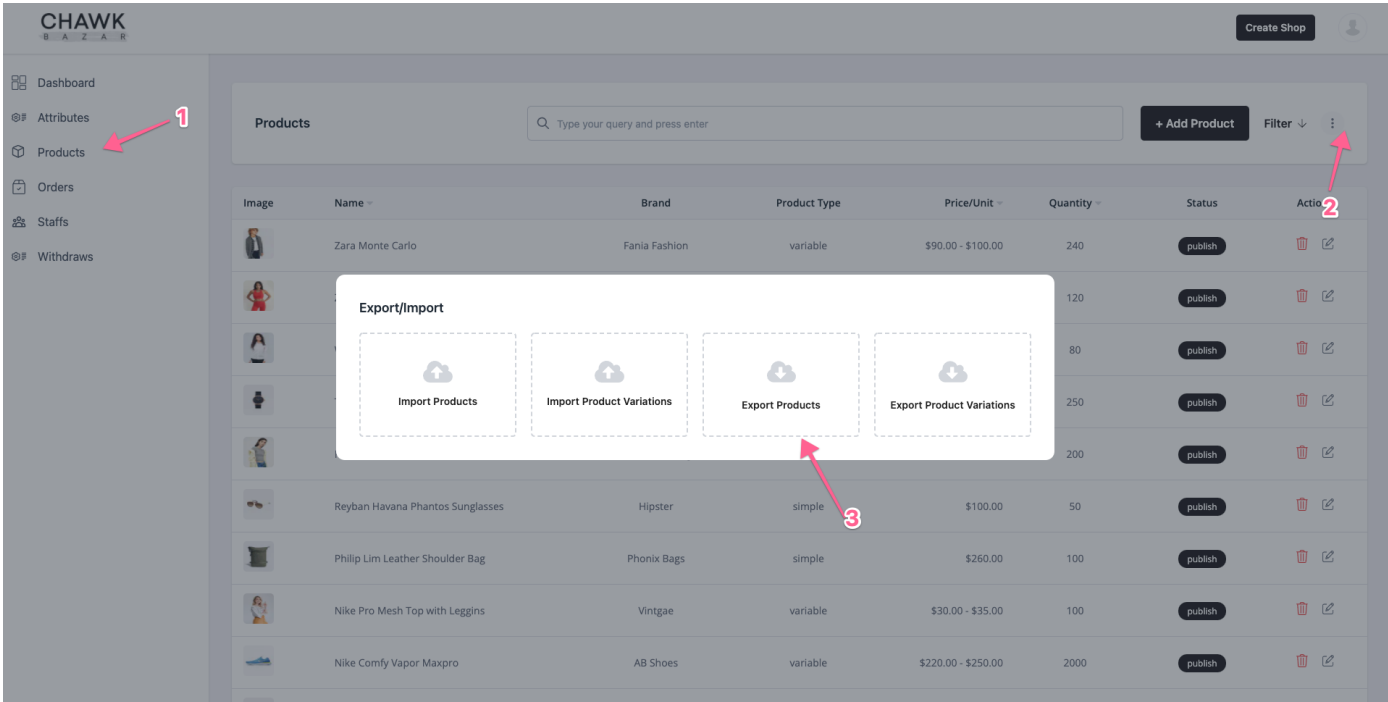 CHAWK
BAZAR
Create Shop
Dashboard
Attributes
1
Products
Orders
Staffs
Withdraws
Products
Type your query and press enter
+ Add Product
Filter
2
Image Name Brand Product Type Price/Unit Quantity Status
Zara Monte Carlo Fania Fashion variable $90.00 - $100.00 240 publish
120 publish
80 publish
250 publish
200 publish
Export/Import
Import Products
Import Product Variations
Export Products
Export Product Variations
3
Reyban Havana Phantos Sunglasses Hipster simple $100.00 50 publish
Philip Lim Leather Shoulder Bag Phonix Bags simple $260.00 100 publish
Nike Pro Mesh Top with Leggins Vintgae variable $30.00 - $35.00 100 publish
Nike Comfy Vapor Maxpro AB Shoes variable $220.00 - $250.00 2000 publish